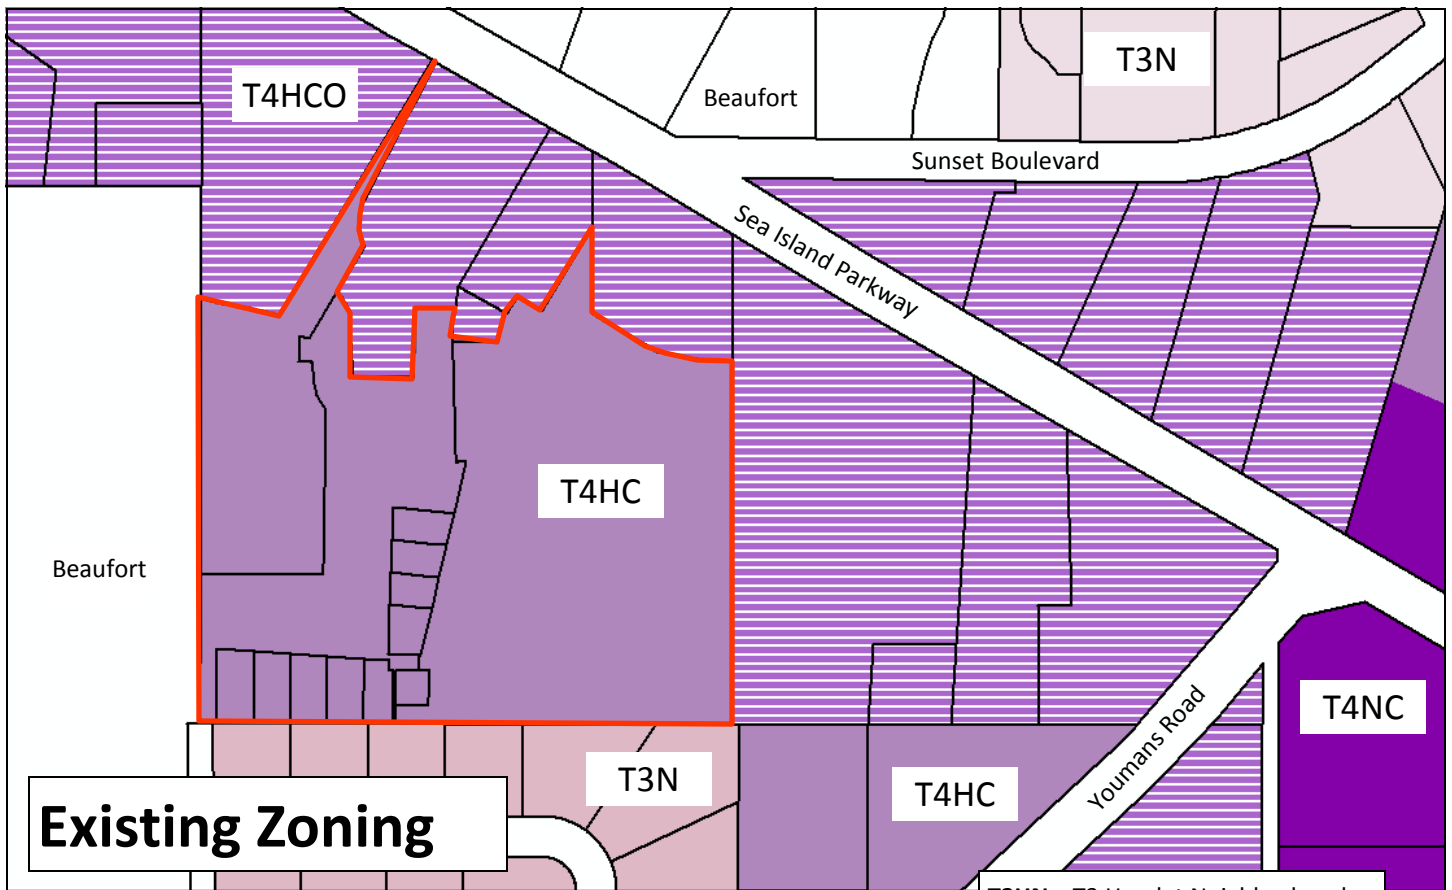 T3N
T4HCO
Beaufort
Sunset Boulevard
Sea Island Parkway
T4HC
Beaufort
Youmans Road
T4NC
T3N
T4HC
Existing Zoning